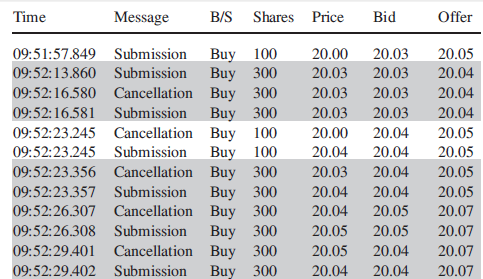 Time Message B/S Shares Price Bid Offer
09:51:57.849 Submission Buy 100 20.00 20.03 20.05
09:52:13.860 Submission Buy 300 20.03 20.03 20.04
09:52:16.580 Cancellation Buy 300 20.03 20.03 20.04
09:52:16.581 Submission Buy 300 20.03 20.03 20.04
09:52:23.245 Cancellation Buy 100 20.00 20.04 20.05
09:52:23.245 Submission Buy 100 20.04 20.04 20.05
09:52:23.356 Cancellation Buy 300 20.03 20.04 20.05
09:52:23.357 Submission Buy 300 20.04 20.04 20.05
09:52:26.307 Cancellation Buy 300 20.04 20.05 20.07
09:52:26.308 Submission Buy 300 20.05 20.05 20.07
09:52:29.401 Cancellation Buy 300 20.05 20.04 20.07
09:52:29.402 Submission Buy 300 20.04 20.04 20.07